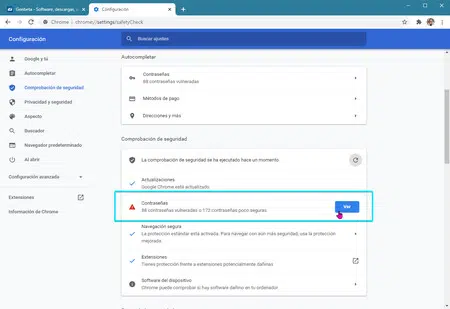 Genbeta - Software, descargas,
Configuración
Chrome | chrome://settings/safetyCheck
Configuración
Buscar ajustes
Google y tú
Autocompletar
Comprobación de seguridad
Privacidad y seguridad
Aspecto
Buscador
Navegador predeterminado
Al abrir
Configuración avanzada
Extensiones
Información de Chrome
Autocompletar
Contraseñas
88 contraseñas vulneradas
Métodos de pago
Direcciones y más
Comprobación de seguridad
La comprobación de seguridad se ha ejecutado hace un momento.
Actualizaciones
Google Chrome está actualizado
Contraseñas
88 contraseñas vulneradas o 172 contraseñas poco seguras
Ver
Navegación segura
La protección estándar está activada. Para navegar con aún más seguridad, usa la protección
mejorada.
Extensiones
Tienes protección frente a extensiones potencialmente dañinas
Software del dispositivo
Chrome puede comprobar si hay software dañino en tu ordenador